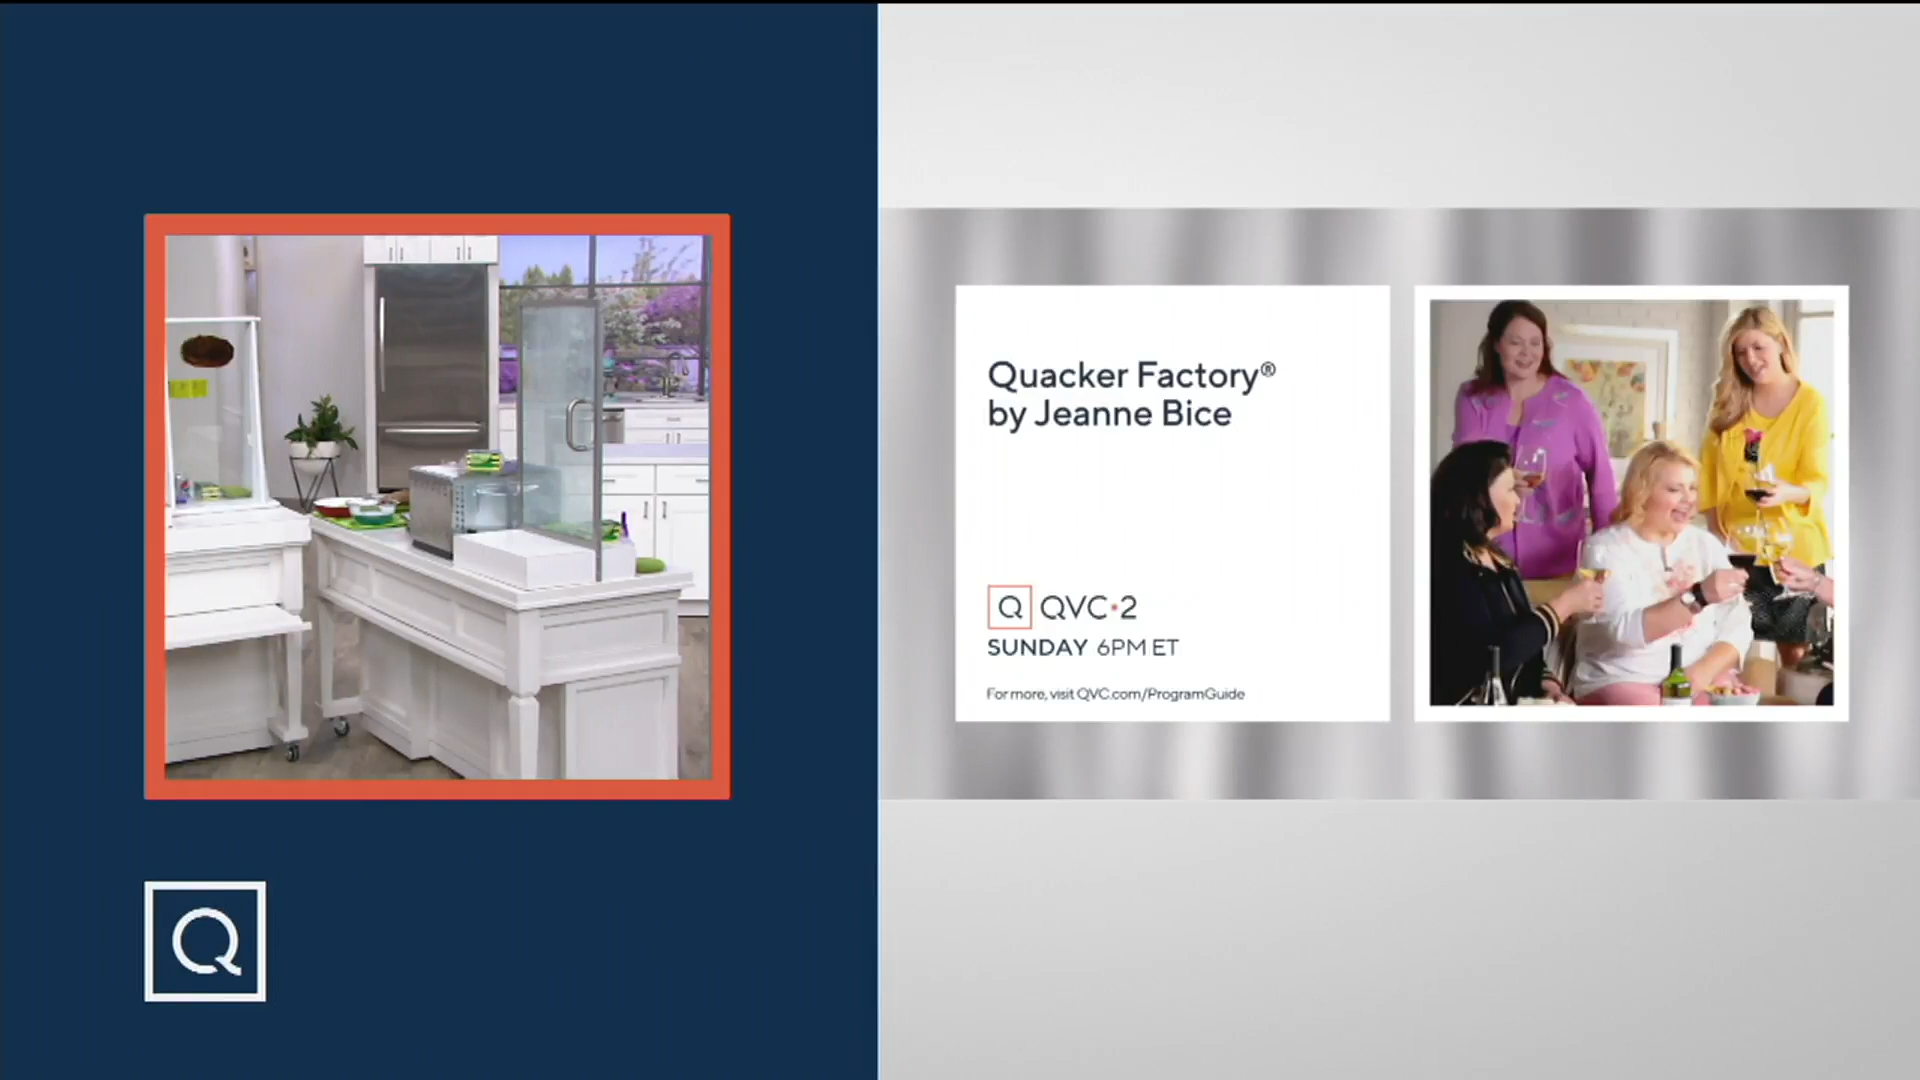 Quacker Factory®
by Jeanne Bice
Q QVC•2
SUNDAY 6PM ET
For more, visit QVC.com/ProgramGuide
Q